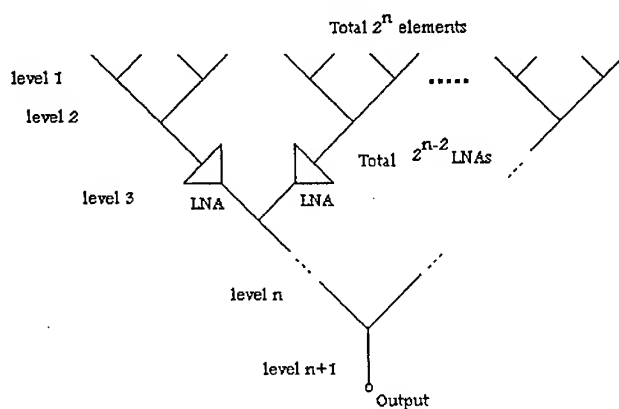 Total 2^n elements
level 1
level 2
Total 2^n-2 LNAs
level 3
LNA
LNA
level n
level n+1
Output